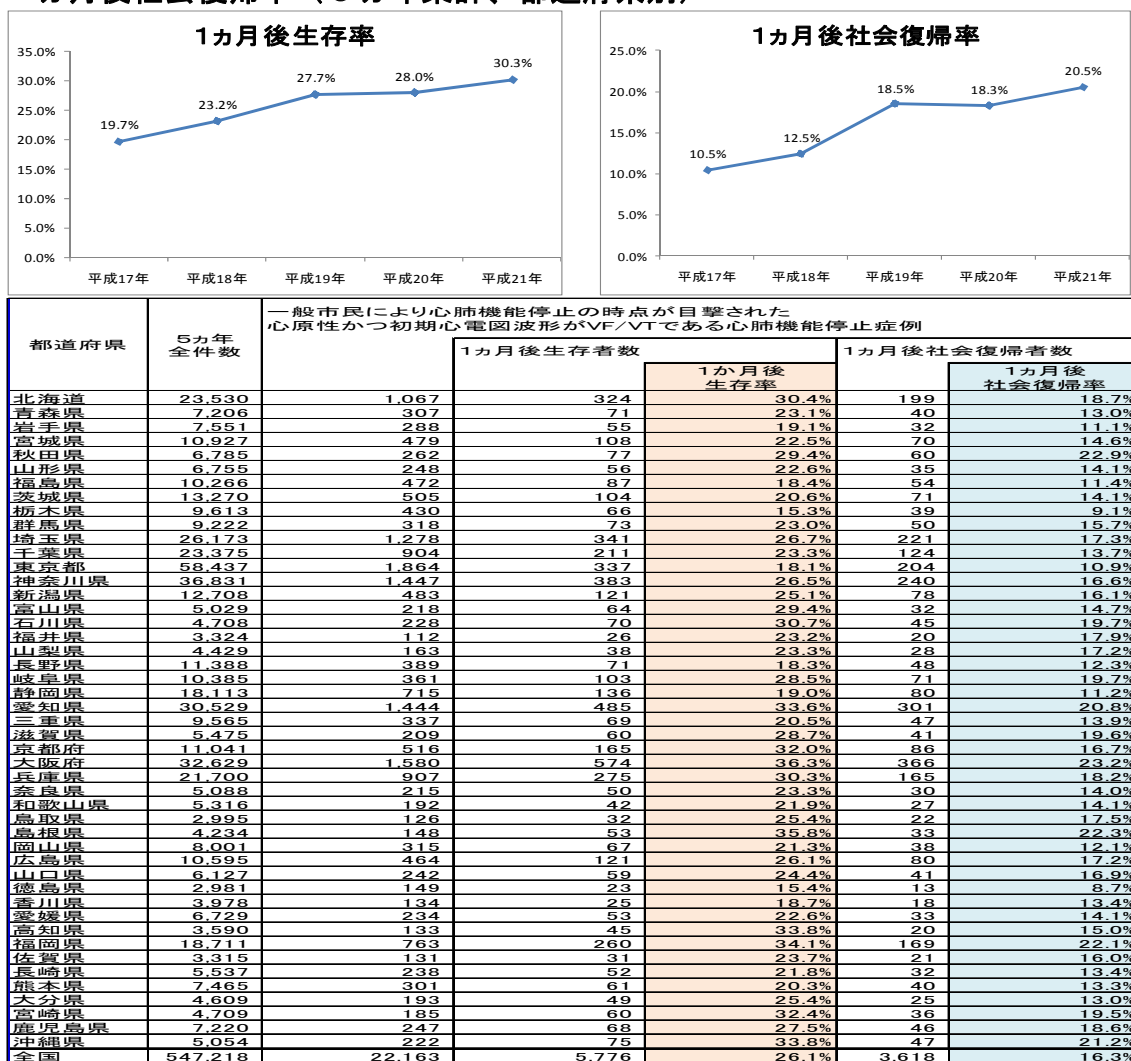 1ヵ月後生存率
35.0%
30.0%
25.0%
20.0%
15.0%
10.0%
5.0%
0.0%
19.7%
23.2%
27.7%
28.0%
30.3%
平成17年 平成18年 平成19年 平成20年 平成21年
1ヵ月後社会復帰率
25.0%
20.0%
15.0%
10.0%
5.0%
0.0%
10.5%
12.5%
18.5%
18.3%
20.5%
平成17年 平成18年 平成19年 平成20年 平成21年
都道府県
5ヵ年
全件数
一般市民により心肺機能停止の時点が目撃された
心原性かつ初期心電図波形がVF/VTである心肺機能停止症例
1ヵ月後生存者数
1か月後
生存率
1ヵ月後社会復帰者数
1ヵ月後
社会復帰率
北海道 23,530 1,067 324 30.4% 199 18.7%
青森県 7,206 307 71 23.1% 40 13.0%
岩手県 7,551 288 55 19.1% 32 11.1%
宮城県 10,927 479 108 22.5% 70 14.6%
秋田県 6,785 262 77 29.4% 60 22.9%
山形県 6,755 248 56 22.6% 35 14.1%
福島県 10,266 472 87 18.4% 54 11.4%
茨城県 13,270 505 104 20.6% 71 14.1%
栃木県 9,613 430 66 15.3% 39 9.1%
群馬県 9,222 318 73 23.0% 50 15.7%
埼玉県 26,173 1,278 341 26.7% 221 17.3%
千葉県 23,375 904 211 23.3% 124 13.7%
東京都 58,437 1,864 337 18.1% 204 10.9%
神奈川県 36,831 1,447 383 26.5% 240 16.6%
新潟県 12,708 483 121 25.1% 78 16.1%
富山県 5,029 218 64 29.4% 32 14.7%
石川県 4,708 228 70 30.7% 45 19.7%
福井県 3,324 112 26 23.2% 20 17.9%
山梨県 4,429 163 38 23.3% 28 17.2%
長野県 11,388 389 71 18.3% 48 12.3%
岐阜県 10,385 361 103 28.5% 71 19.7%
静岡県 18,113 715 136 19.0% 80 11.2%
愛知県 30,529 1,444 485 33.6% 301 20.8%
三重県 9,565 337 69 20.5% 47 13.9%
滋賀県 5,475 209 60 28.7% 41 19.6%
京都府 11,041 516 165 32.0% 86 16.7%
大阪府 32,629 1,580 574 36.3% 366 23.2%
兵庫県 21,700 907 275 30.3% 165 18.2%
奈良県 5,088 215 50 23.3% 30 14.0%
和歌山県 5,316 192 42 21.9% 27 14.1%
鳥取県 2,995 126 32 25.4% 22 17.5%
島根県 4,234 148 53 35.8% 33 22.3%
岡山県 8,001 315 67 21.3% 38 12.1%
広島県 10,595 464 121 26.1% 80 17.2%
山口県 6,127 242 59 24.4% 41 16.9%
徳島県 2,981 149 23 15.4% 13 8.7%
香川県 3,978 134 25 18.7% 18 13.4%
愛媛県 6,729 234 53 22.6% 33 14.1%
高知県 3,590 133 45 33.8% 20 15.0%
福岡県 18,711 763 260 34.1% 169 22.1%
佐賀県 3,315 131 31 23.7% 21 16.0%
長崎県 5,537 238 52 21.8% 32 13.4%
熊本県 7,465 301 61 20.3% 40 13.3%
大分県 4,609 193 49 25.4% 25 13.0%
宮崎県 4,709 185 60 32.4% 36 19.5%
鹿児島県 7,220 247 68 27.5% 46 18.6%
沖縄県 5,054 222 75 33.8% 47 21.2%
全国 547,218 22,163 5,776 26.1% 3,618 16.3%